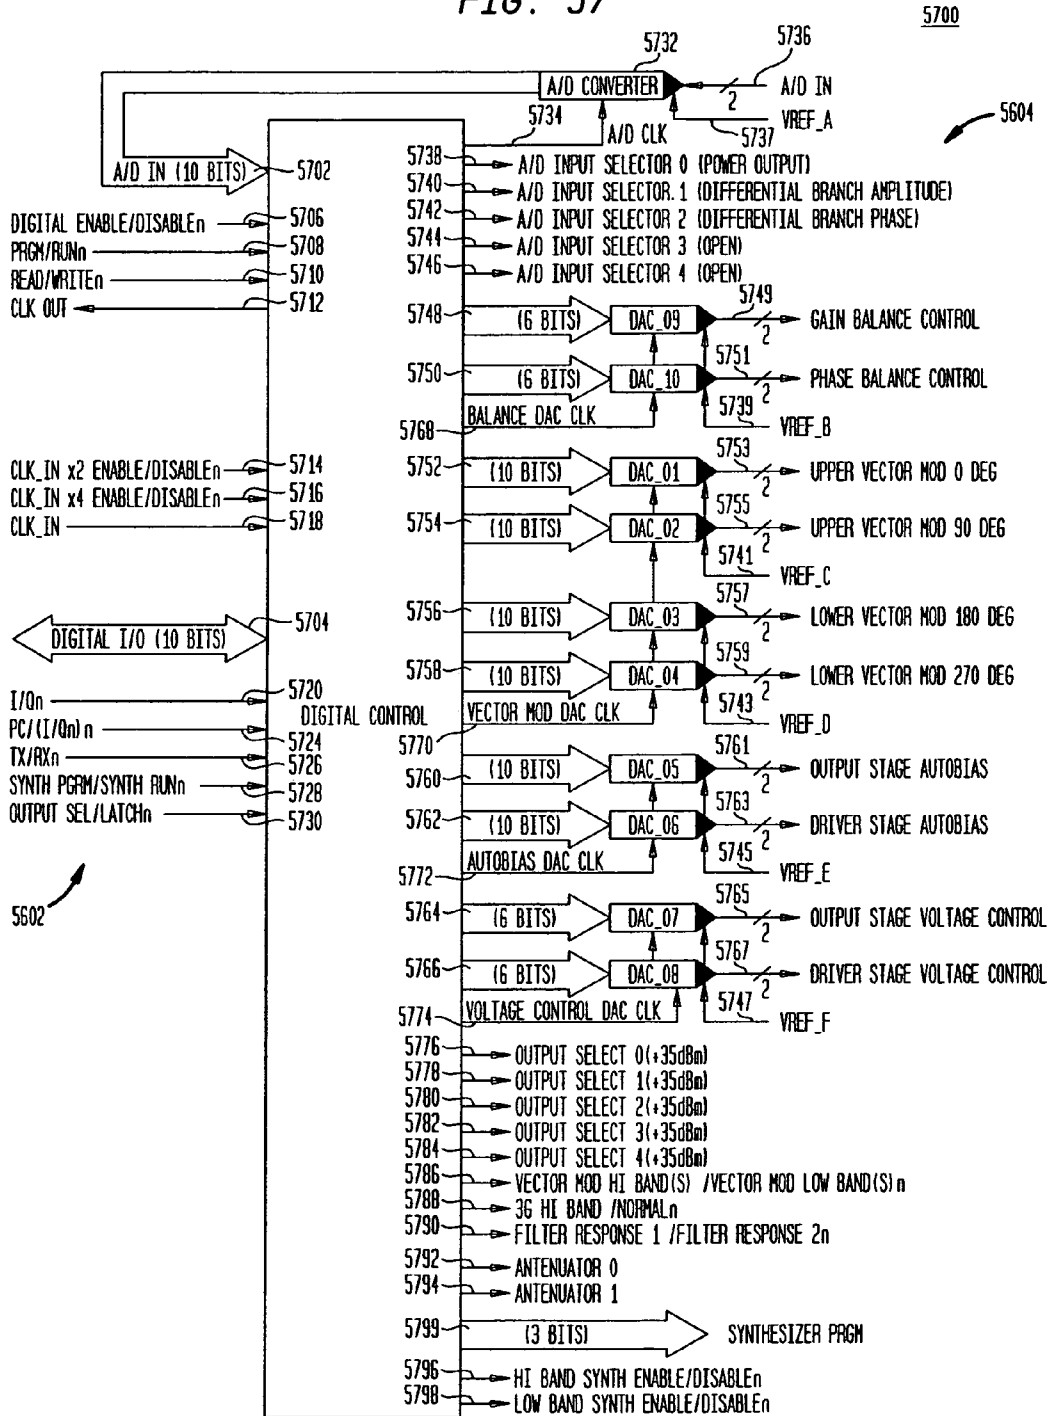 FIG. 57
5700
5732
5736
A/D CONVERTER
2
A/D IN
5734
A/D CLK
5737
VREF_A
5604
A/D IN (10 BITS)
5702
5738
A/D INPUT SELECTOR 0 (POWER OUTPUT)
5740
A/D INPUT SELECTOR.1 (DIFFERENTIAL BRANCH AMPLITUDE)
5742
A/D INPUT SELECTOR 2 (DIFFERENTIAL BRANCH PHASE)
5744
A/D INPUT SELECTOR 3 (OPEN)
5746
A/D INPUT SELECTOR 4 (OPEN)
DIGITAL ENABLE/DISABLEn
5706
PRGM/RUNn
5708
READ/WRITEn
5710
CLK OUT
5712
5748
(6 BITS)
DAC_09
5749
2
GAIN BALANCE CONTROL
5750
(6 BITS)
DAC_10
5751
2
PHASE BALANCE CONTROL
5768
BALANCE DAC CLK
5739
VREF_B
CLK_IN x2 ENABLE/DISABLEn
5714
CLK_IN x4 ENABLE/DISABLEn
5716
CLK_IN
5718
5752
(10 BITS)
DAC_01
5753
2
UPPER VECTOR MOD 0 DEG
5754
(10 BITS)
DAC_02
5755
2
UPPER VECTOR MOD 90 DEG
5741
VREF_C
DIGITAL I/O (10 BITS)
5704
5756
(10 BITS)
DAC_03
5757
2
LOWER VECTOR MOD 180 DEG
5758
(10 BITS)
DAC_04
5759
2
LOWER VECTOR MOD 270 DEG
5770
VECTOR MOD DAC CLK
5743
VREF_D
I/Qn
5720
DIGITAL CONTROL
PC/(I/Qn)n
5724
TX/RXn
5726
SYNTH PGRM/SYNTH RUNn
5728
OUTPUT SEL/LATCHn
5730
5602
5760
(10 BITS)
DAC_05
5761
2
OUTPUT STAGE AUTOBIAS
5762
(10 BITS)
DAC_06
5763
2
DRIVER STAGE AUTOBIAS
5772
AUTOBIAS DAC CLK
5745
VREF_E
5764
(6 BITS)
DAC_07
5765
2
OUTPUT STAGE VOLTAGE CONTROL
5766
(6 BITS)
DAC_08
5767
2
DRIVER STAGE VOLTAGE CONTROL
5774
VOLTAGE CONTROL DAC CLK
5747
VREF_F
5776
OUTPUT SELECT 0(+35dBm)
5778
OUTPUT SELECT 1(+35dBm)
5780
OUTPUT SELECT 2(+35dBm)
5782
OUTPUT SELECT 3(+35dBm)
5784
OUTPUT SELECT 4(+35dBm)
5786
VECTOR MOD HI BAND(S) /VECTOR MOD LOW BAND(S)n
5788
3G HI BAND /NORMALn
5790
FILTER RESPONSE 1 /FILTER RESPONSE 2n
5792
ANTENUATOR 0
5794
ANTENUATOR 1
5799
(3 BITS)
SYNTHESIZER PRGM
5796
HI BAND SYNTH ENABLE/DISABLEn
5798
LOW BAND SYNTH ENABLE/DISABLEn